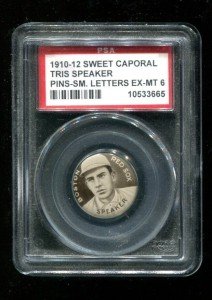 PSA
1910-12 SWEET CAPORAL
TRIS SPEAKER
PINS-SM. LETTERS EX-MT 6
10533665
BOSTON RED SOX
SPEAKER